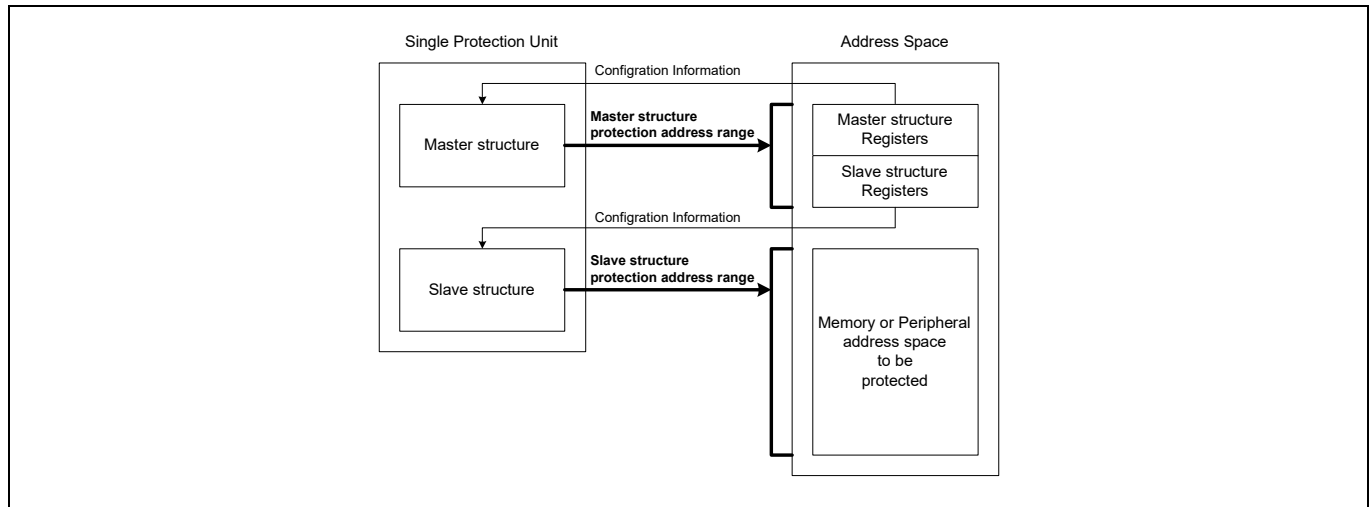 Single Protection Unit
Address Space
Configration Information
Master structure
Master structure
protection address range
Master structure
Registers
Slave structure
Registers
Configration Information
Slave structure
Slave structure
protection address range
Memory or Peripheral
address space
to be
protected